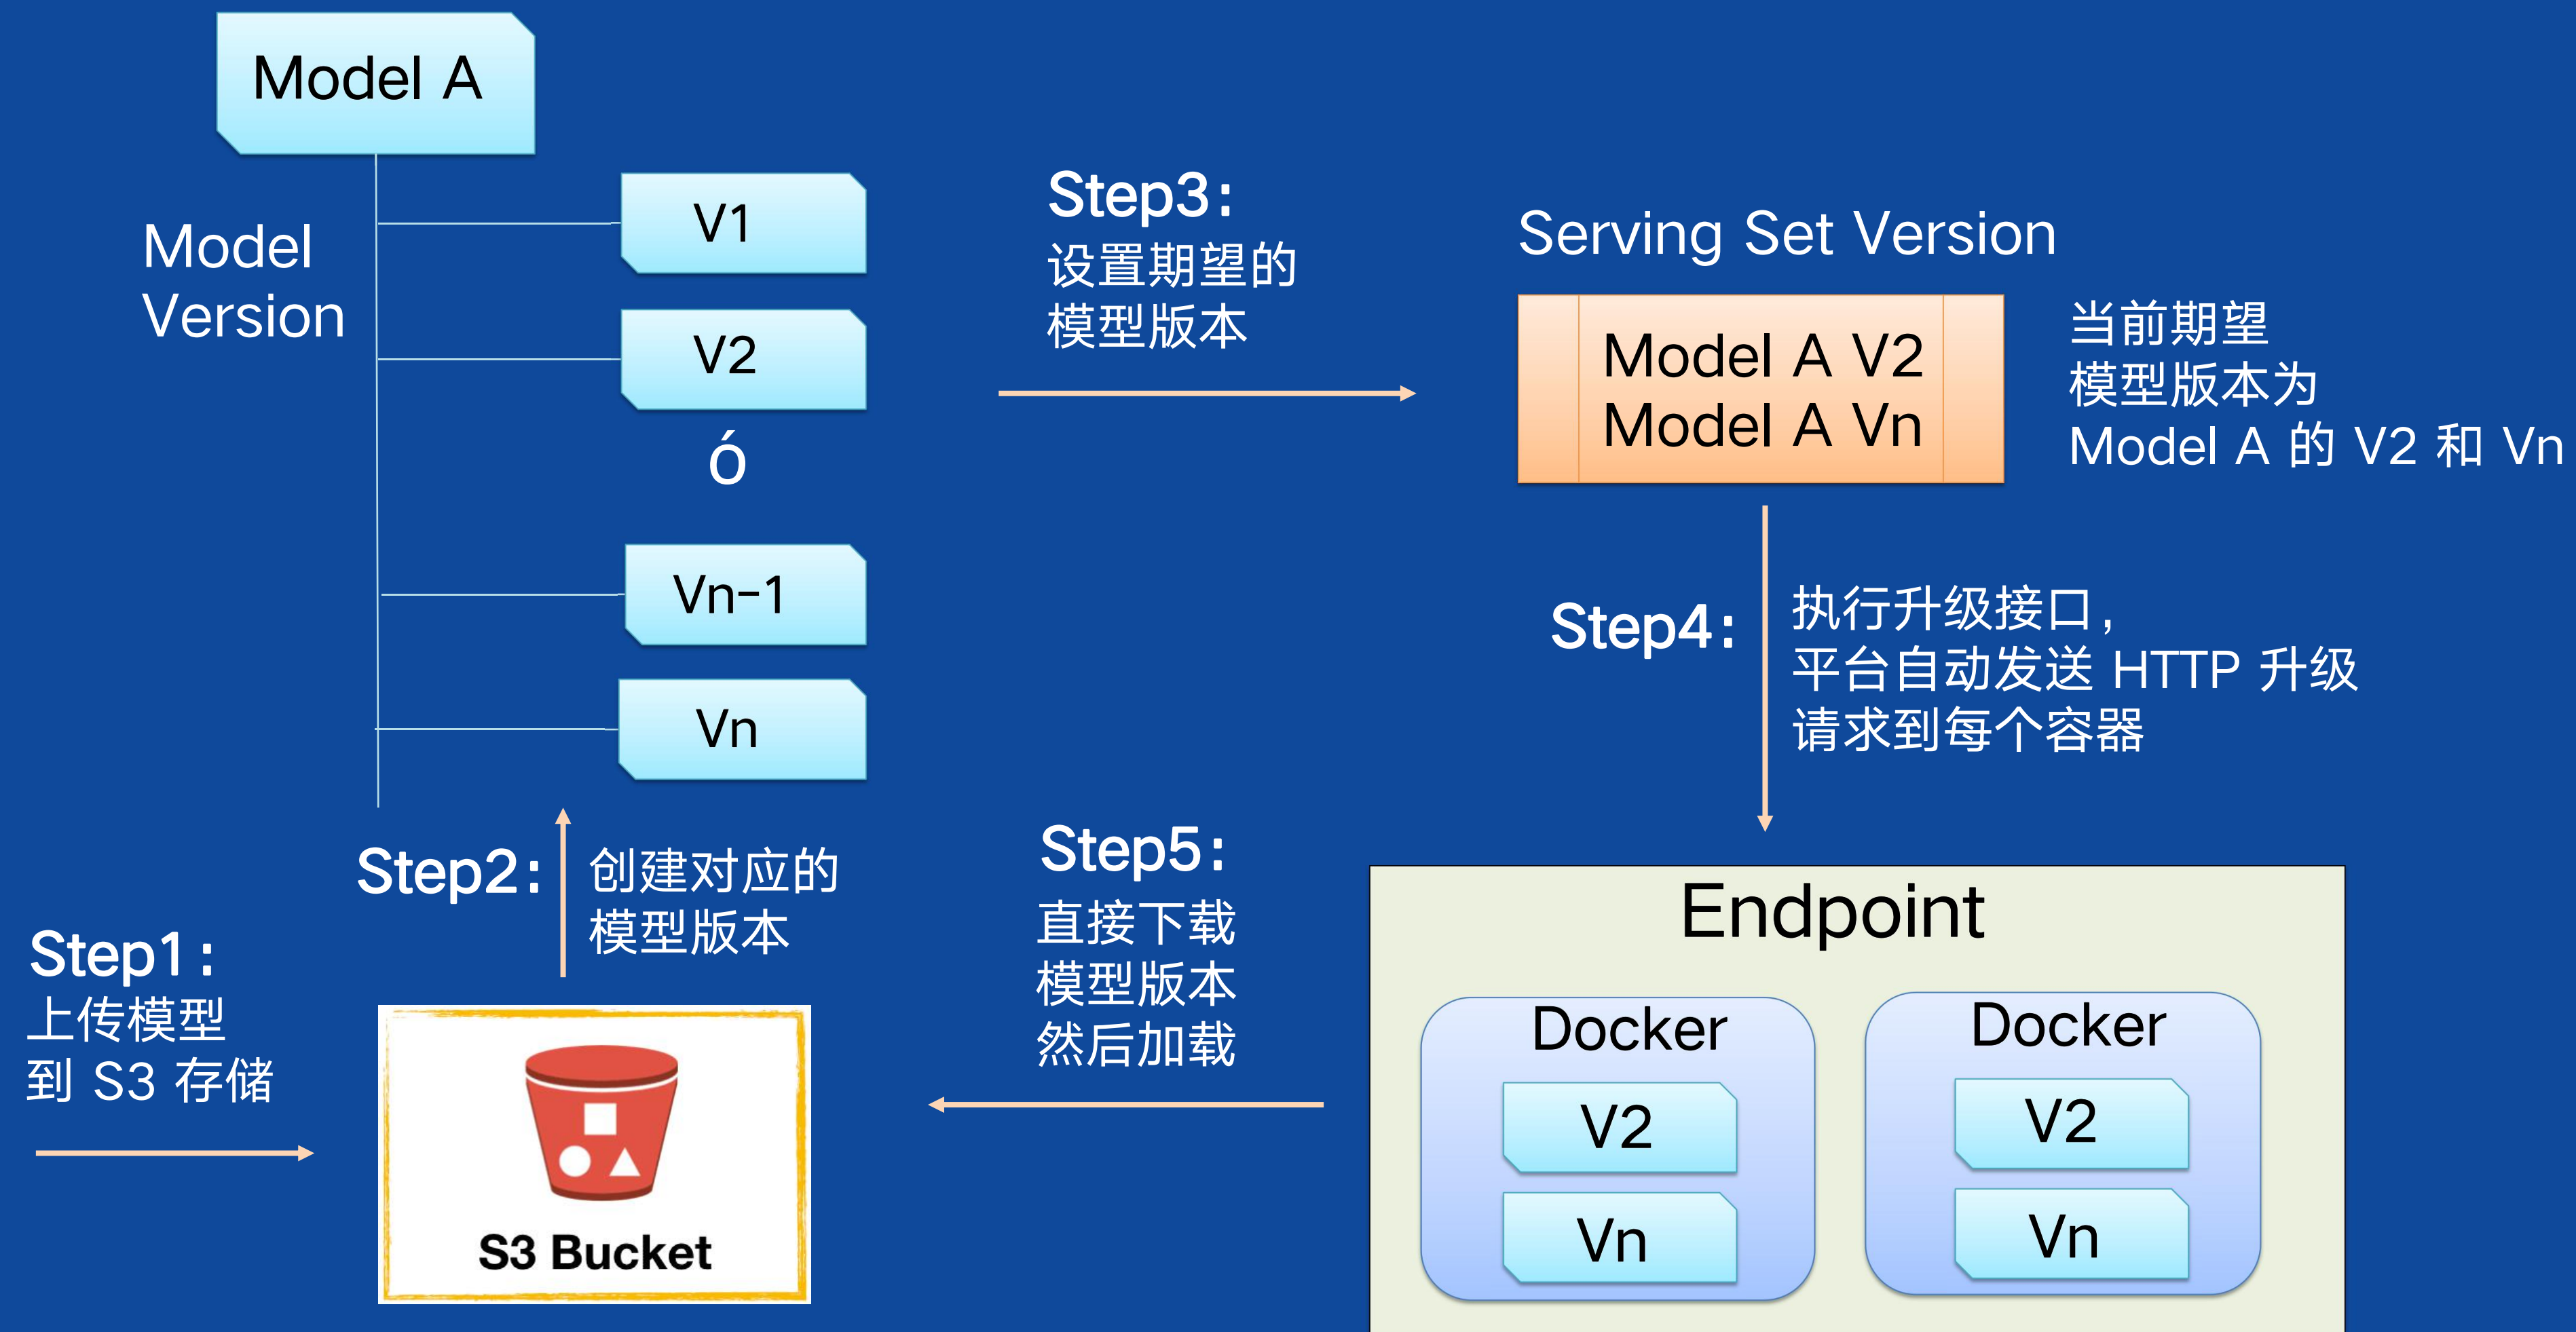 Model A
Model
Version
V1
V2
ó
Vn-1
Vn
Step3:
设置期望的
模型版本
Serving Set Version
Model A V2
Model A Vn
当前期望
模型版本为
Model A 的 V2 和 Vn
Step4:
执行升级接口，
平台自动发送 HTTP 升级
请求到每个容器
Step2:
创建对应的
模型版本
Step1:
上传模型
到 S3 存储
S3 Bucket
Step5:
直接下载
模型版本
然后加载
Endpoint
Docker
V2
Vn
Docker
V2
Vn